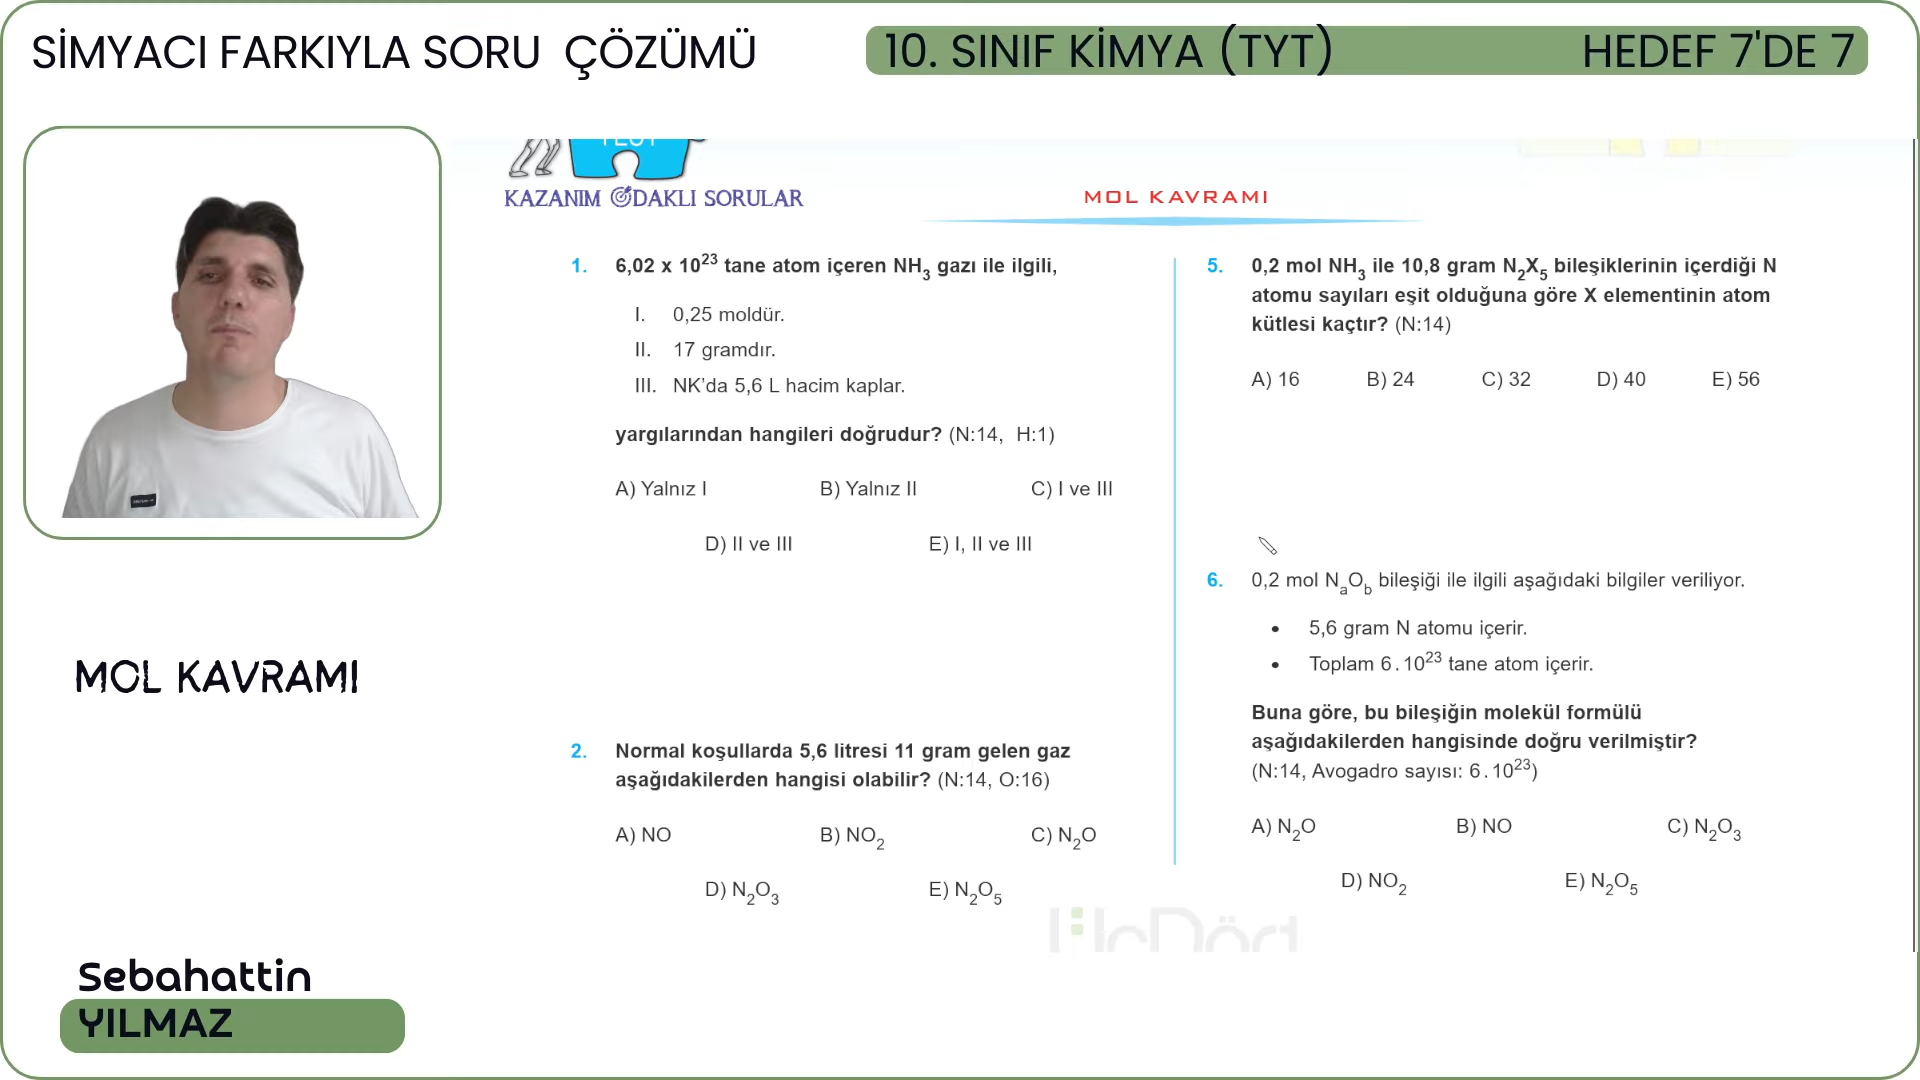 SİMYACI FARKIYLA SORU ÇÖZÜMÜ
10. SINIF KİMYA (TYT) HEDEF 7'DE 7
KAZANIM ODAKLI SORULAR
MOL KAVRAMI
1. 6,02 x 10²³ tane atom içeren NH₃ gazı ile ilgili,
I. 0,25 moldür.
II. 17 gramdır.
III. NK’da 5,6 L hacim kaplar.
yargılarından hangileri doğrudur? (N:14, H:1)
A) Yalnız I B) Yalnız II C) I ve III
D) II ve III E) I, II ve III
2. Normal koşullarda 5,6 litresi 11 gram gelen gaz
aşağıdakilerden hangisi olabilir? (N:14, O:16)
A) NO B) NO₂ C) N₂O
D) N₂O₃ E) N₂O₅
5. 0,2 mol NH₃ ile 10,8 gram N₂X₅ bileşiklerinin içerdiği N
atomu sayıları eşit olduğuna göre X elementinin atom
kütlesi kaçtır? (N:14)
A) 16 B) 24 C) 32 D) 40 E) 56
6. 0,2 mol NₐO_b bileşiği ile ilgili aşağıdaki bilgiler veriliyor.
• 5,6 gram N atomu içerir.
• Toplam 6.10²³ tane atom içerir.
Buna göre, bu bileşiğin molekül formülü
aşağıdakilerden hangisinde doğru verilmiştir?
(N:14, Avogadro sayısı: 6.10²³)
A) N₂O B) NO C) N₂O₃
D) NO₂ E) N₂O₅
MOL KAVRAMI
Sebahattin
YILMAZ